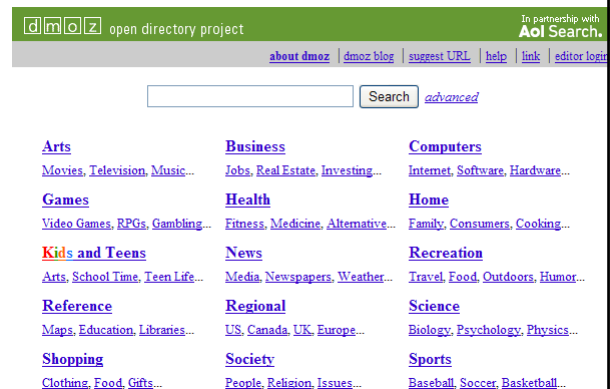 dmoz open directory project
In partnership with
Aol Search.
about dmoz | dmoz blog | suggest URL | help | link | editor login
Search advanced
Arts Business Computers
Movies, Television, Music... Jobs, Real Estate, Investing... Internet, Software, Hardware...
Games Health Home
Video Games, RPGs, Gambling... Fitness, Medicine, Alternative... Family, Consumers, Cooking...
Kids and Teens News Recreation
Arts, School Time, Teen Life... Media, Newspapers, Weather... Travel, Food, Outdoors, Humor...
Reference Regional Science
Maps, Education, Libraries... US, Canada, UK, Europe... Biology, Psychology, Physics...
Shopping Society Sports
Clothing, Food, Gifts... People, Religion, Issues... Baseball, Soccer, Basketball...